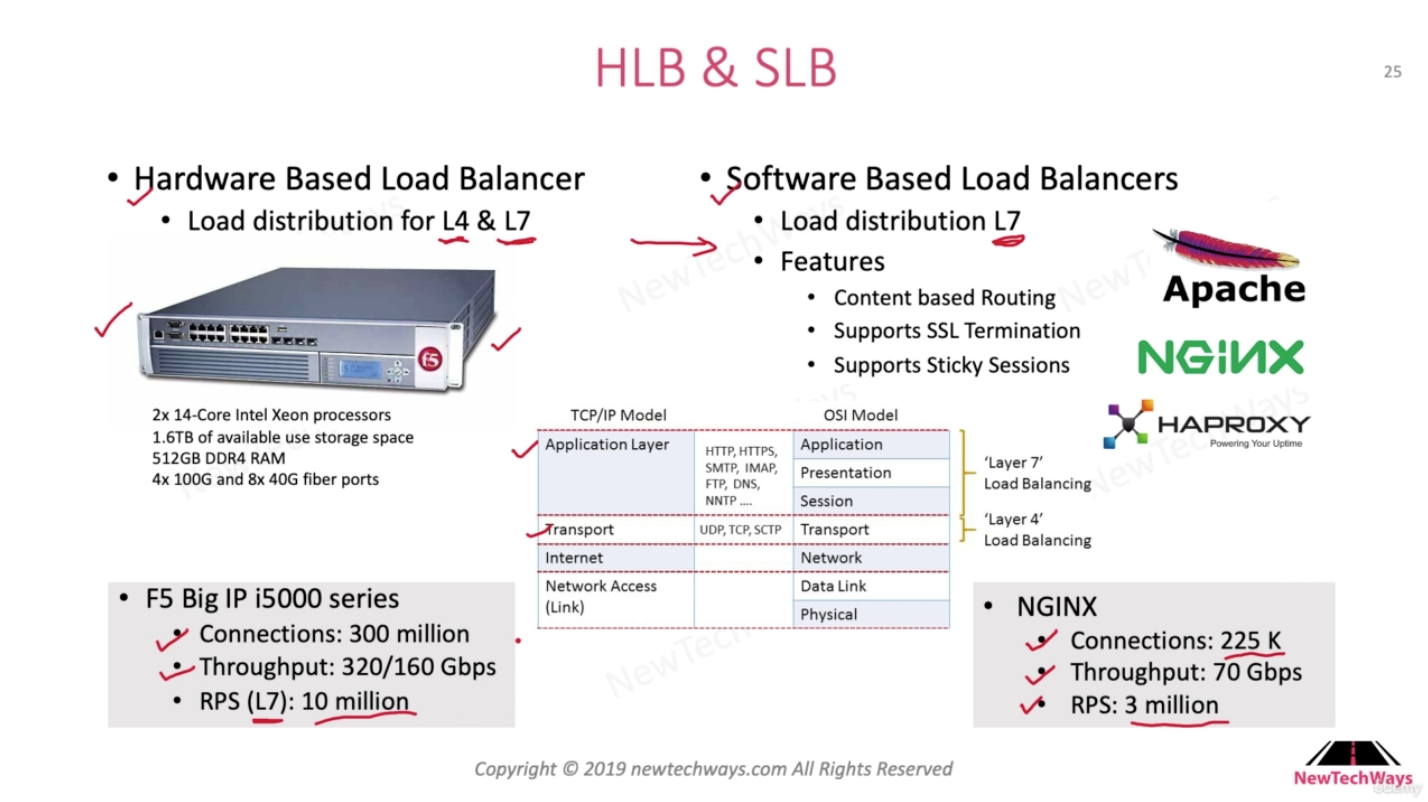 HLB & SLB
25
• Hardware Based Load Balancer
• Load distribution for L4 & L7
f5
2x 14-Core Intel Xeon processors
1.6TB of available use storage space
512GB DDR4 RAM
4x 100G and 8x 40G fiber ports
• Software Based Load Balancers
• Load distribution L7
• Features
• Content based Routing
• Supports SSL Termination
• Supports Sticky Sessions
Apache
NGINX
HAPROXY
Powering Your Uptime
TCP/IP Model
OSI Model
Application Layer
HTTP, HTTPS,
SMTP, IMAP,
FTP, DNS,
NNTP ....
Application
Presentation
Session
'Layer 7'
Load Balancing
Transport
UDP, TCP, SCTP
Transport
'Layer 4'
Load Balancing
Internet
Network
Network Access
(Link)
Data Link
Physical
• F5 Big IP i5000 series
• Connections: 300 million
• Throughput: 320/160 Gbps
• RPS (L7): 10 million
• NGINX
• Connections: 225 K
• Throughput: 70 Gbps
• RPS: 3 million
Copyright © 2019 newtechways.com All Rights Reserved
NewTechWays
udemy